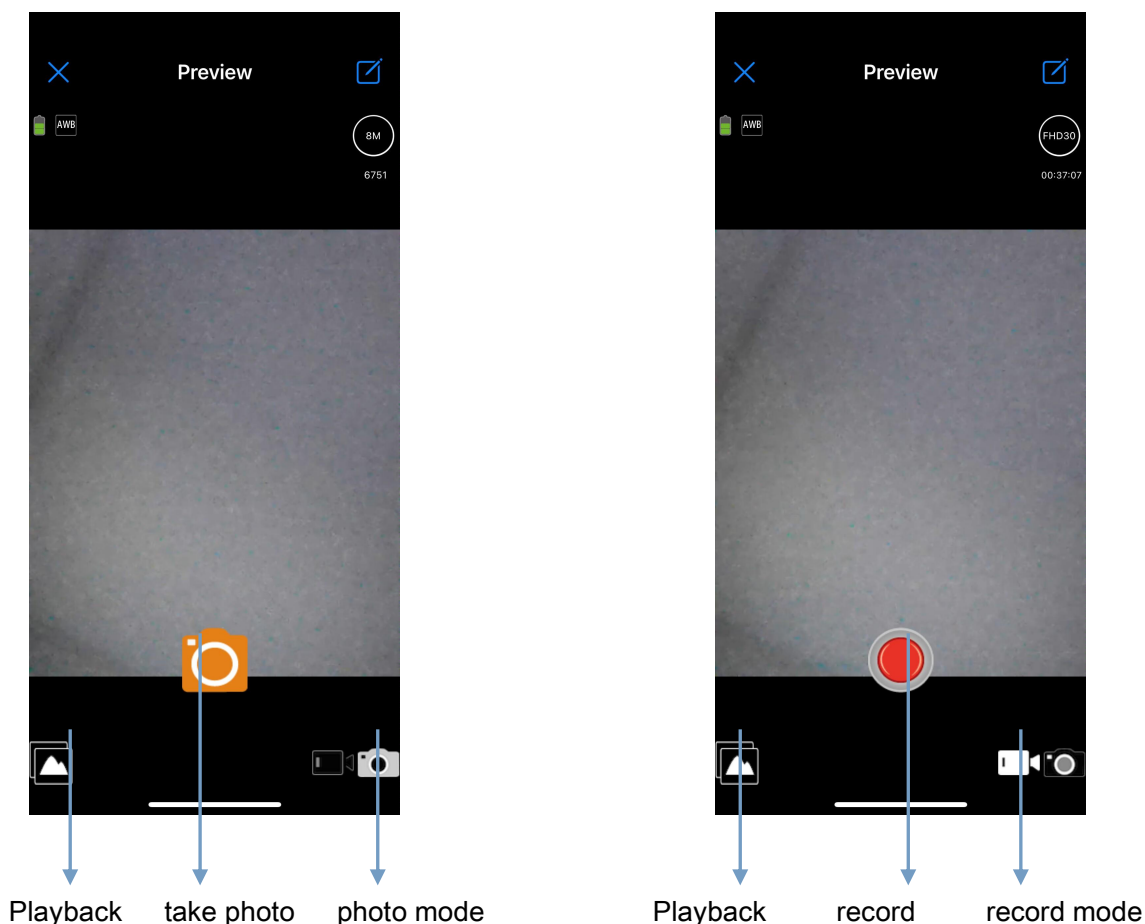 Preview
AWB
8M
6751
Playback take photo photo mode
Preview
AWB
FHD30
00:37:07
Playback record record mode